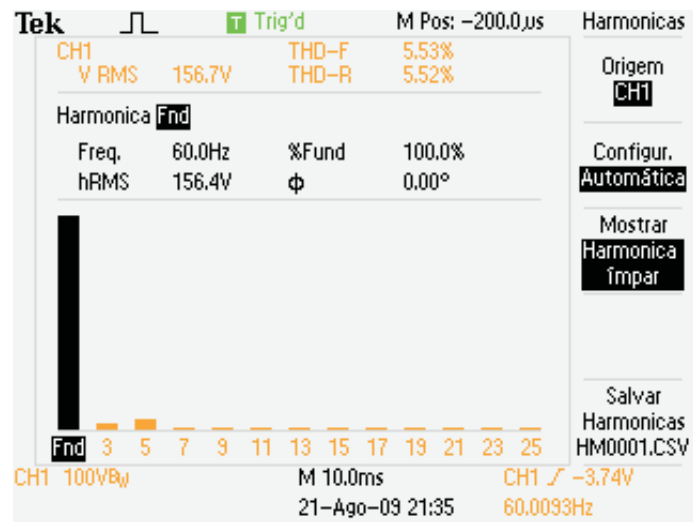 Tek T Trig'd M Pos: -200.0µs Harmonicas
CH1 THD-F 5.53%
V RMS 156.7V THD-R 5.52%
Origem
CH1
Harmonica Fnd
Freq. 60.0Hz %Fund 100.0%
hRMS 156.4V ϕ 0.00°
Configur.
Automática
Mostrar
Harmonica
ímpar
Salvar
Harmonicas
HM0001.CSV
Fnd 3 5 7 9 11 13 15 17 19 21 23 25
CH1 100VBW M 10.0ms CH1 -3.74V
21-Ago-09 21:35 60.0093Hz